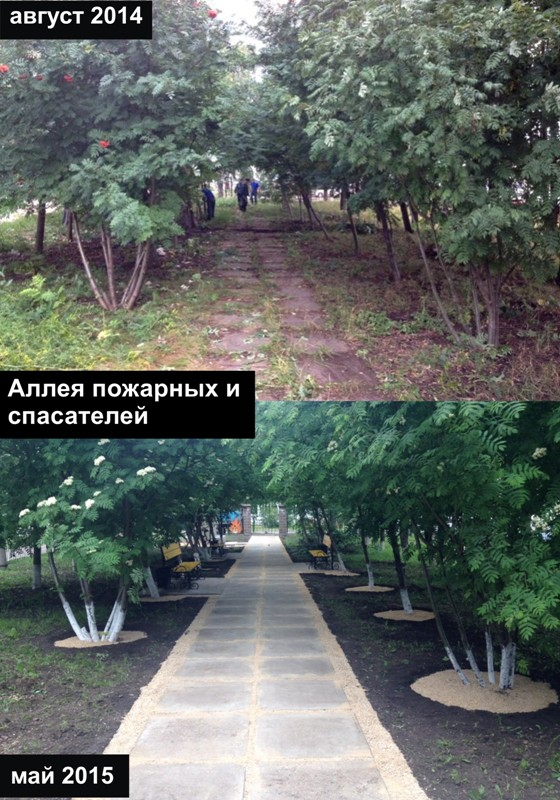 август 2014
Аллея пожарных и
спасателей
май 2015